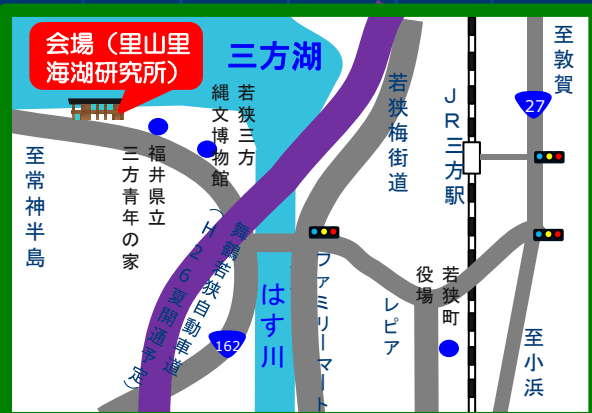 会場（里山里
海湖研究所）
三方湖
至敦賀
27
JR三方駅
若狭梅街道
若狭三方
縄文博物館
福井県立
三方青年の家
至常神半島
舞鶴若狭自動車道
（H26夏開通予定）
はす川
162
ファミリーマート
レピア
若狭町
役場
至小浜